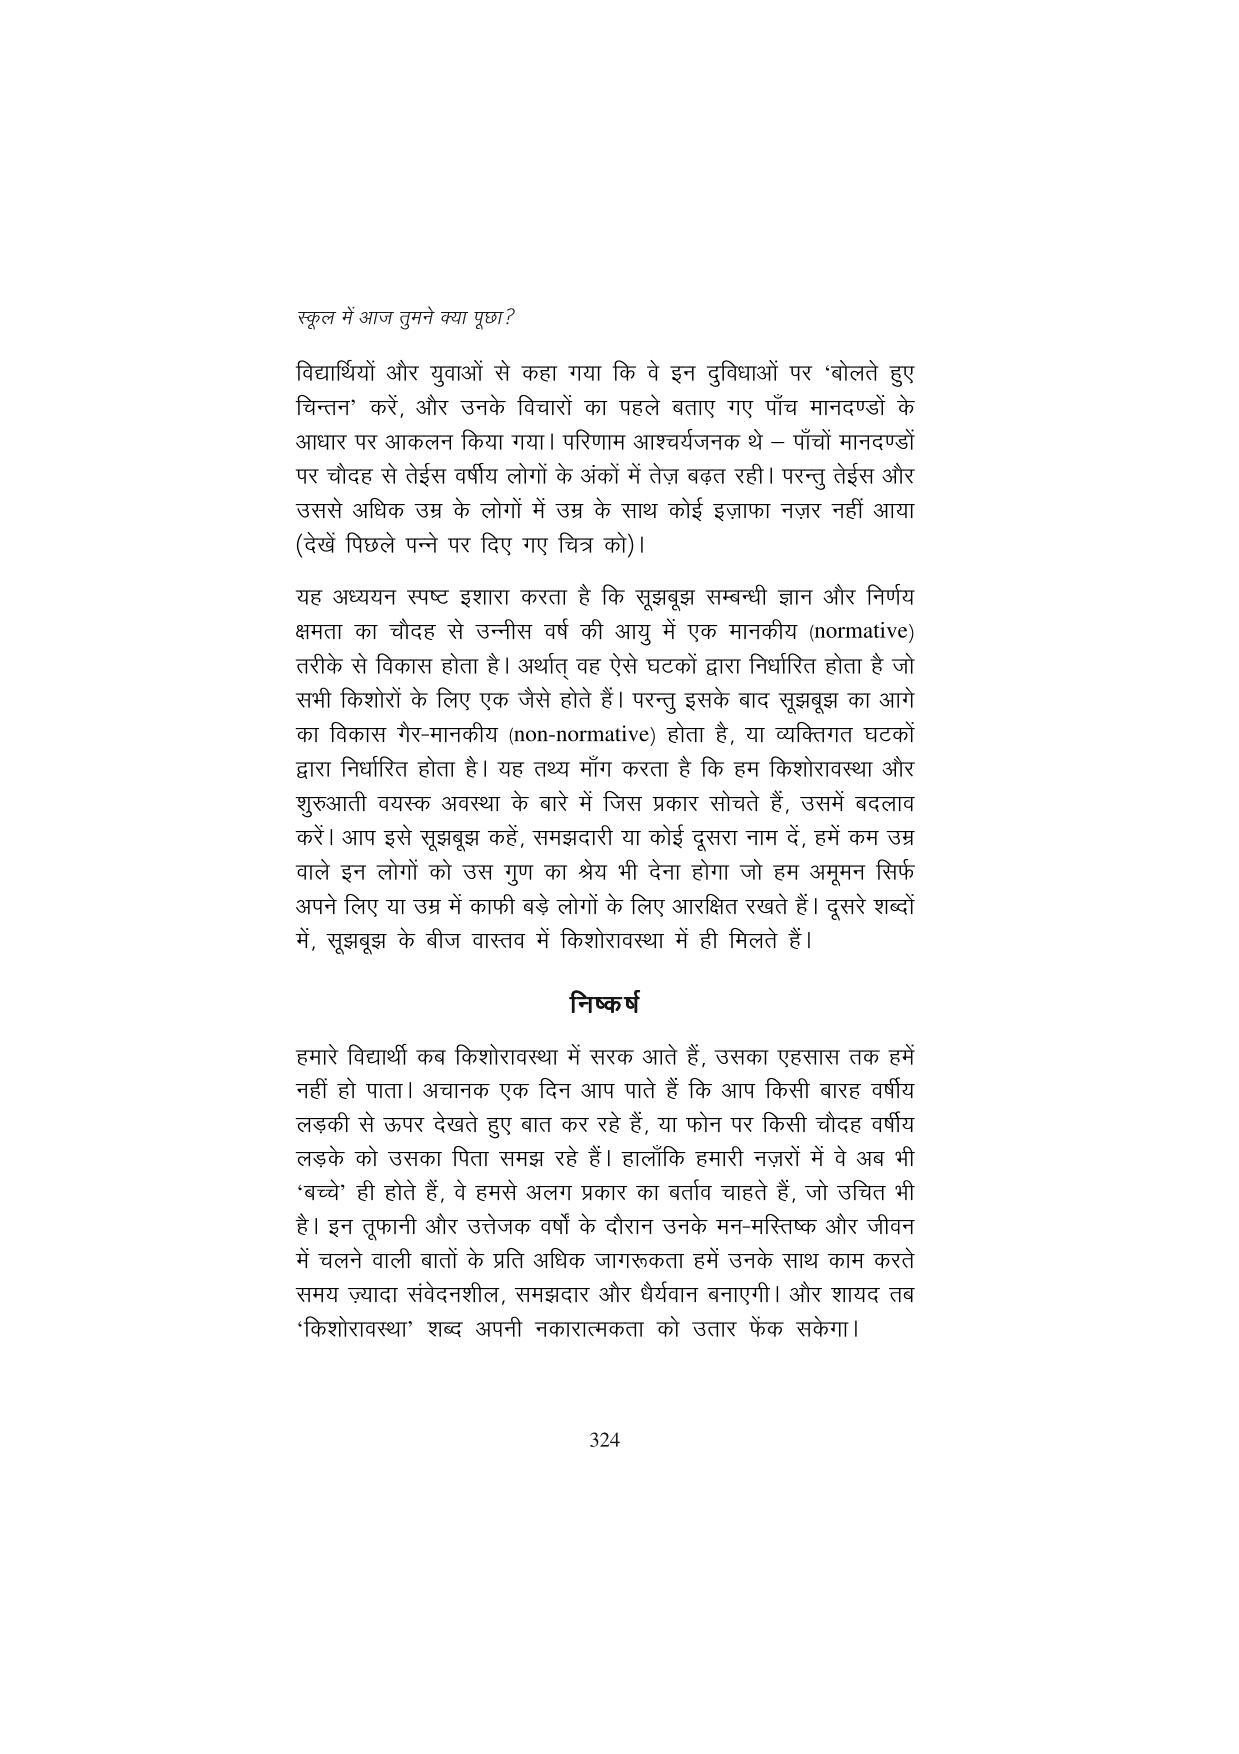 स्कूल में आज तुमने क्या पूछा?
विद्यार्थियों और युवाओं से कहा गया कि वे इन दुविधाओं पर ‘बोलते हुए
चिन्तन’ करें, और उनके विचारों का पहले बताए गए पाँच मानदण्डों के
आधार पर आकलन किया गया। परिणाम आश्चर्यजनक थे – पाँचों मानदण्डों
पर चौदह से तेईस वर्षीय लोगों के अंकों में तेज़ बढ़त रही। परन्तु तेईस और
उससे अधिक उम्र के लोगों में उम्र के साथ कोई इज़ाफा नज़र नहीं आया
(देखें पिछले पन्ने पर दिए गए चित्र को)।
यह अध्ययन स्पष्ट इशारा करता है कि सूझबूझ सम्बन्धी ज्ञान और निर्णय
क्षमता का चौदह से उन्नीस वर्ष की आयु में एक मानकीय (normative)
तरीके से विकास होता है। अर्थात् वह ऐसे घटकों द्वारा निर्धारित होता है जो
सभी किशोरों के लिए एक जैसे होते हैं। परन्तु इसके बाद सूझबूझ का आगे
का विकास गैर-मानकीय (non-normative) होता है, या व्यक्तिगत घटकों
द्वारा निर्धारित होता है। यह तथ्य माँग करता है कि हम किशोरावस्था और
शुरुआती वयस्क अवस्था के बारे में जिस प्रकार सोचते हैं, उसमें बदलाव
करें। आप इसे सूझबूझ कहें, समझदारी या कोई दूसरा नाम दें, हमें कम उम्र
वाले इन लोगों को उस गुण का श्रेय भी देना होगा जो हम अमूमन सिर्फ
अपने लिए या उम्र में काफी बड़े लोगों के लिए आरक्षित रखते हैं। दूसरे शब्दों
में, सूझबूझ के बीज वास्तव में किशोरावस्था में ही मिलते हैं।
निष्कर्ष
हमारे विद्यार्थी कब किशोरावस्था में सरक आते हैं, उसका एहसास तक हमें
नहीं हो पाता। अचानक एक दिन आप पाते हैं कि आप किसी बारह वर्षीय
लड़की से ऊपर देखते हुए बात कर रहे हैं, या फोन पर किसी चौदह वर्षीय
लड़के को उसका पिता समझ रहे हैं। हालाँकि हमारी नज़रों में वे अब भी
‘बच्चे’ ही होते हैं, वे हमसे अलग प्रकार का बर्ताव चाहते हैं, जो उचित भी
है। इन तूफानी और उत्तेजक वर्षों के दौरान उनके मन-मस्तिष्क और जीवन
में चलने वाली बातों के प्रति अधिक जागरूकता हमें उनके साथ काम करते
समय ज़्यादा संवेदनशील, समझदार और धैर्यवान बनाएगी। और शायद तब
‘किशोरावस्था’ शब्द अपनी नकारात्मकता को उतार फेंक सकेगा।
324